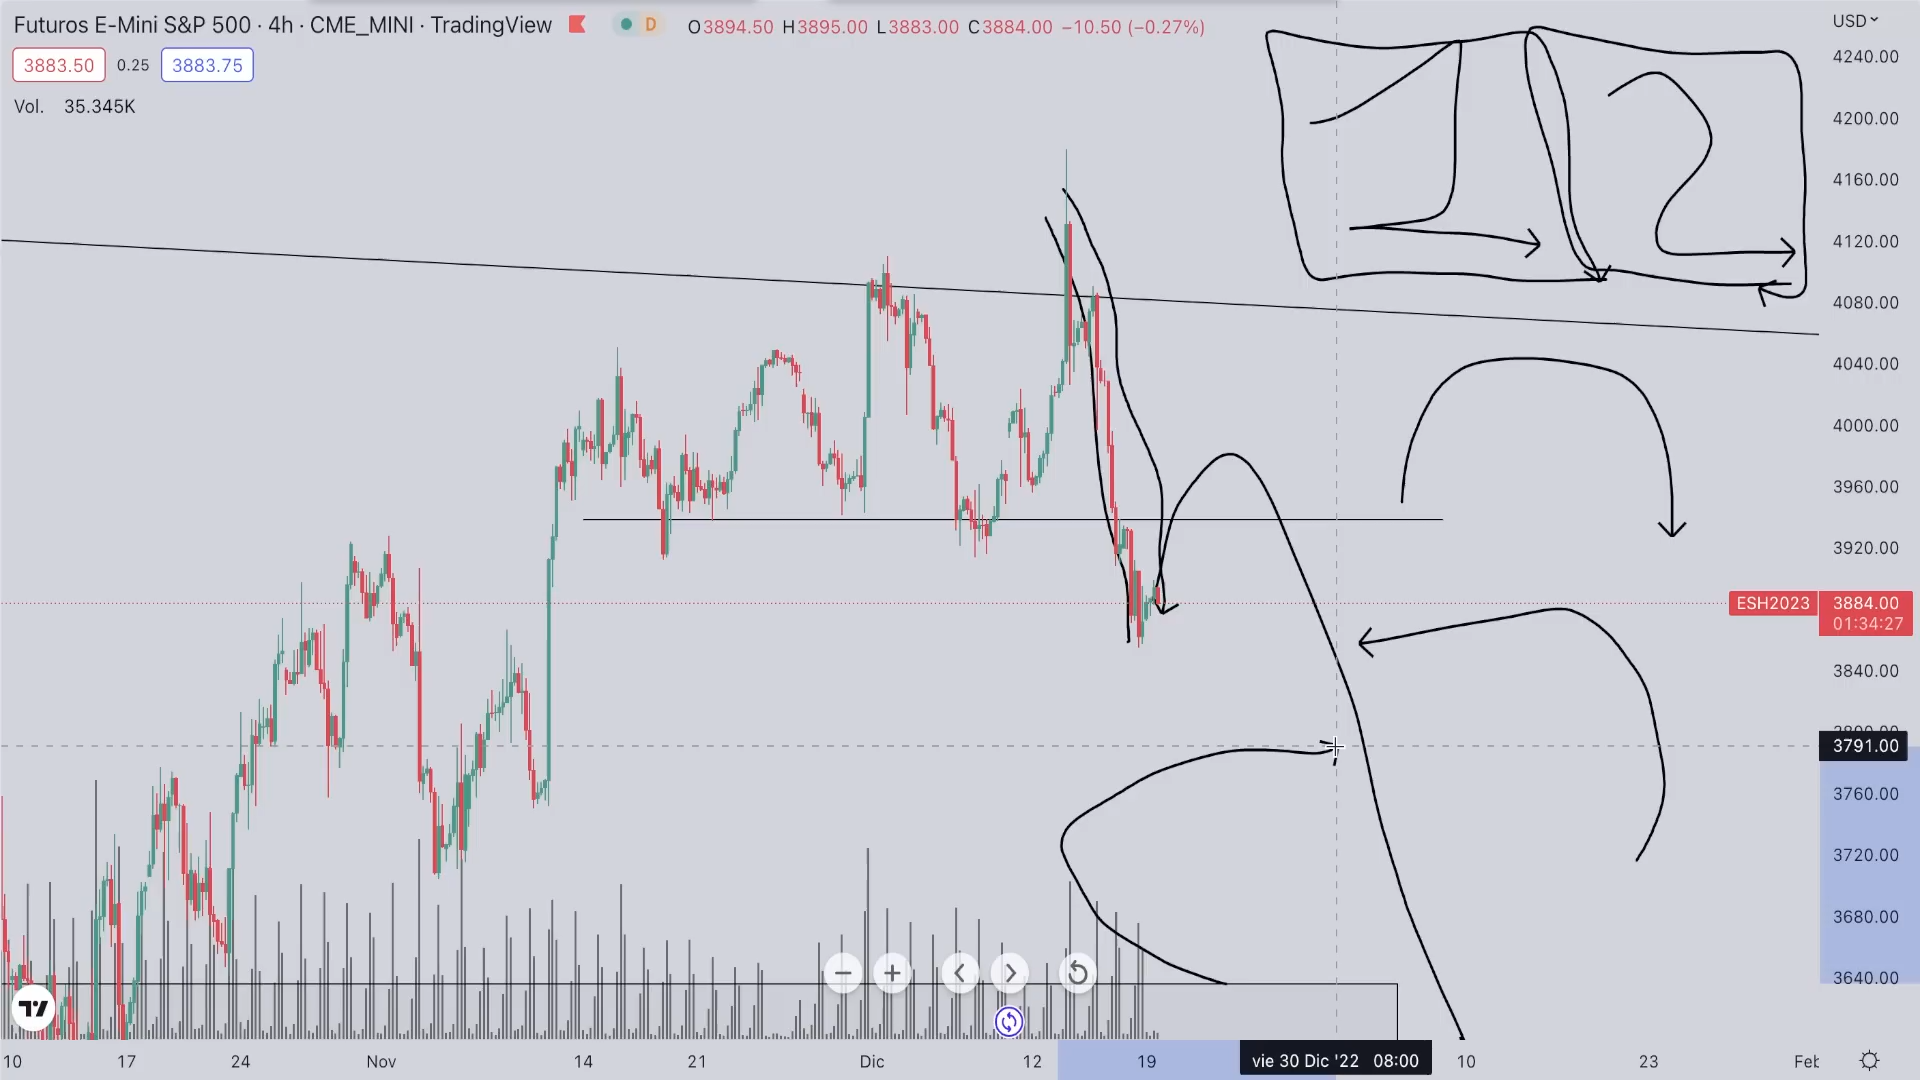 Futuros E-Mini S&P 500 · 4h · CME_MINI · TradingView D O3894.50 H3895.00 L3883.00 C3884.00 −10.50 (−0.27%)
3883.50 0.25 3883.75
Vol. 35.345K
USD
4240.00
4200.00
4160.00
4120.00
4080.00
4040.00
4000.00
3960.00
3920.00
ESH2023 3884.00
01:34:27
3840.00
3791.00
3760.00
3720.00
3680.00
3640.00
1 2
10 17 24 Nov 14 21 Dic 12 19 vie 30 Dic '22 08:00 10 23 Feb